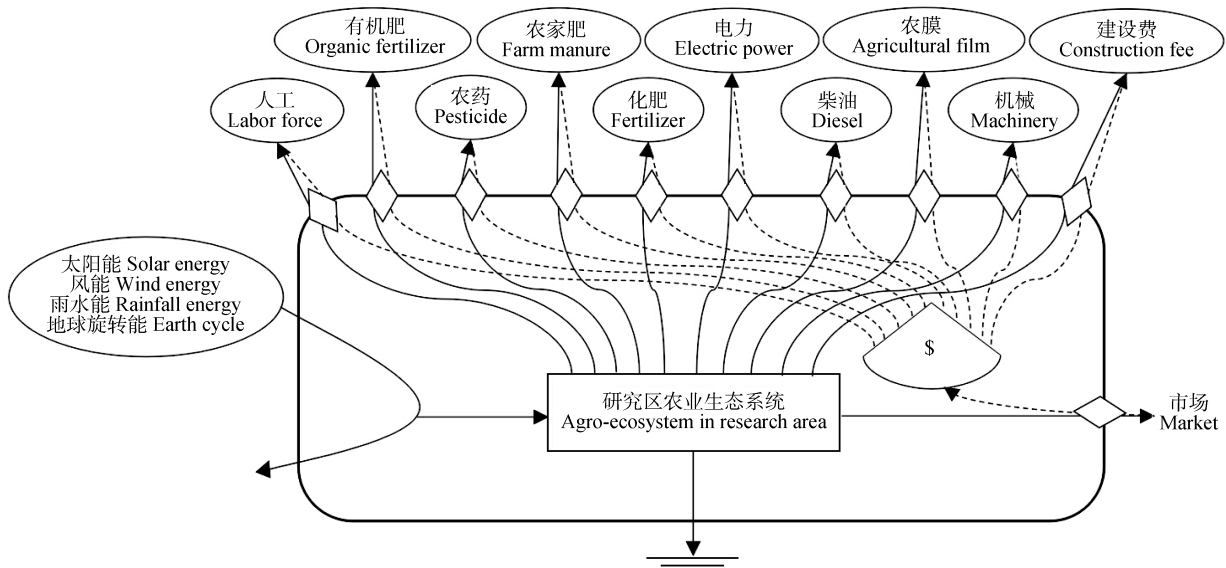 有机肥
Organic fertilizer
农家肥
Farm manure
电力
Electric power
农膜
Agricultural film
建设费
Construction fee
人工
Labor force
农药
Pesticide
化肥
Fertilizer
柴油
Diesel
机械
Machinery
太阳能 Solar energy
风能 Wind energy
雨水能 Rainfall energy
地球旋转能 Earth cycle
$
研究区农业生态系统
Agro-ecosystem in research area
市场
Market